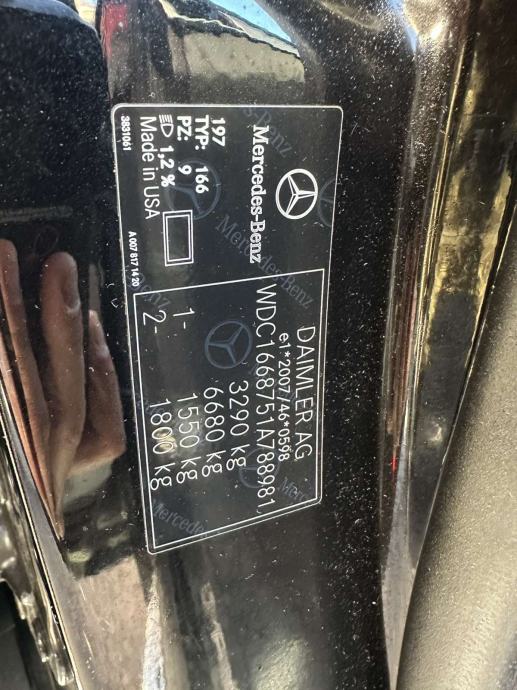 Mercedes-Benz
197
TYP: 166
PZ: 9
1,2 %
Made in USA
3831061
A 007 817 14 20
DAIMLER AG
e1*2007/46*0598
WDC1668751A788981
3290 kg
6680 kg
1- 1550 kg
2- 1800 kg